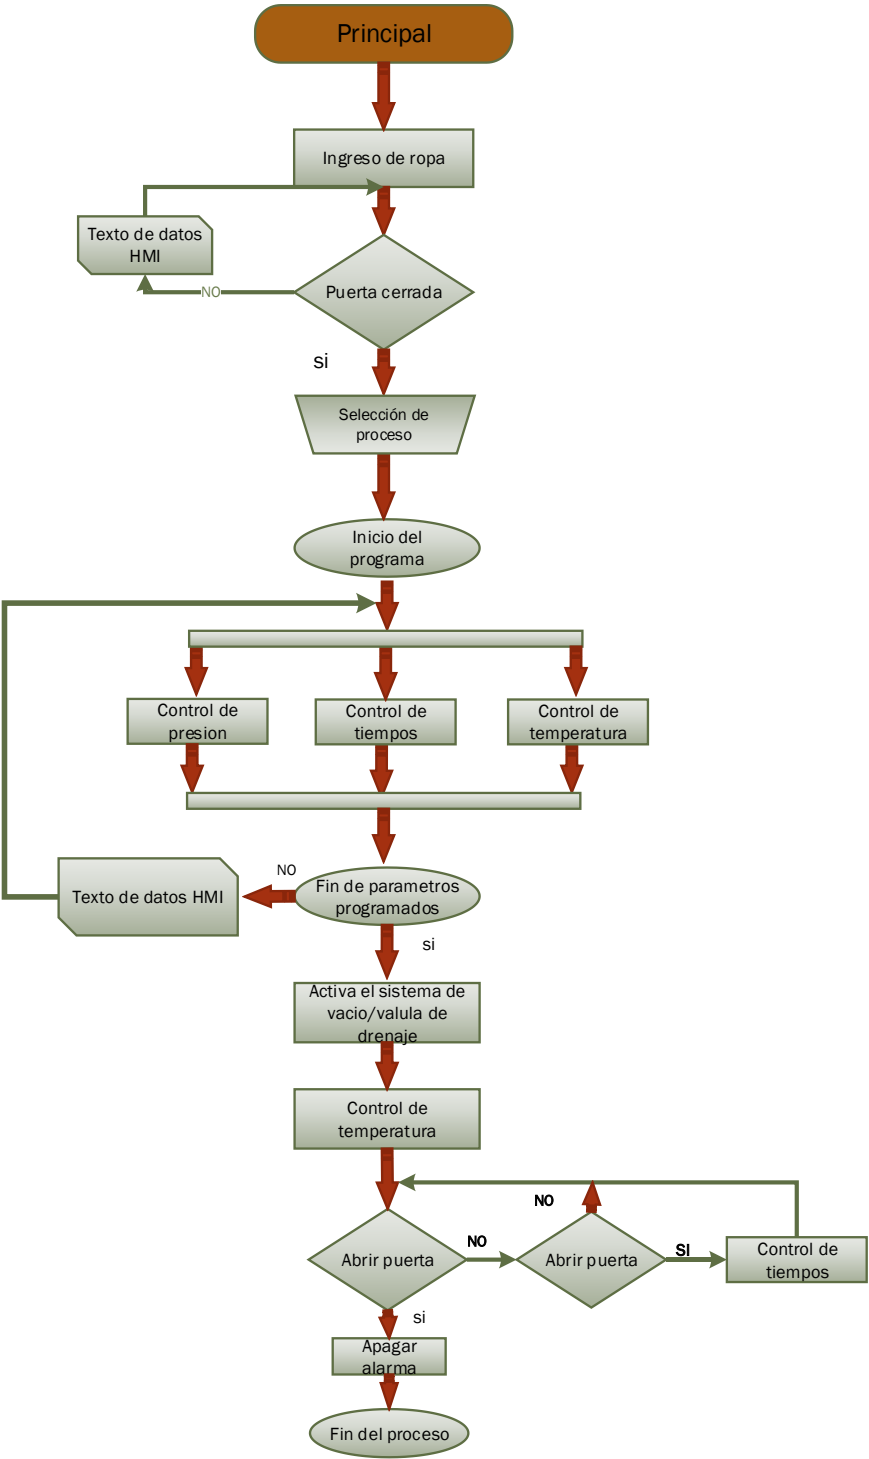 Principal
Ingreso de ropa
Texto de datos
HMI
NO
Puerta cerrada
si
Selección de
proceso
Inicio del
programa
Control de
presion
Control de
tiempos
Control de
temperatura
Texto de datos HMI
NO
Fin de parametros
programados
si
Activa el sistema de
vacio/valula de
drenaje
Control de
temperatura
Abrir puerta
NO
NO
Abrir puerta
SI
Control de
tiempos
si
Apagar
alarma
Fin del proceso